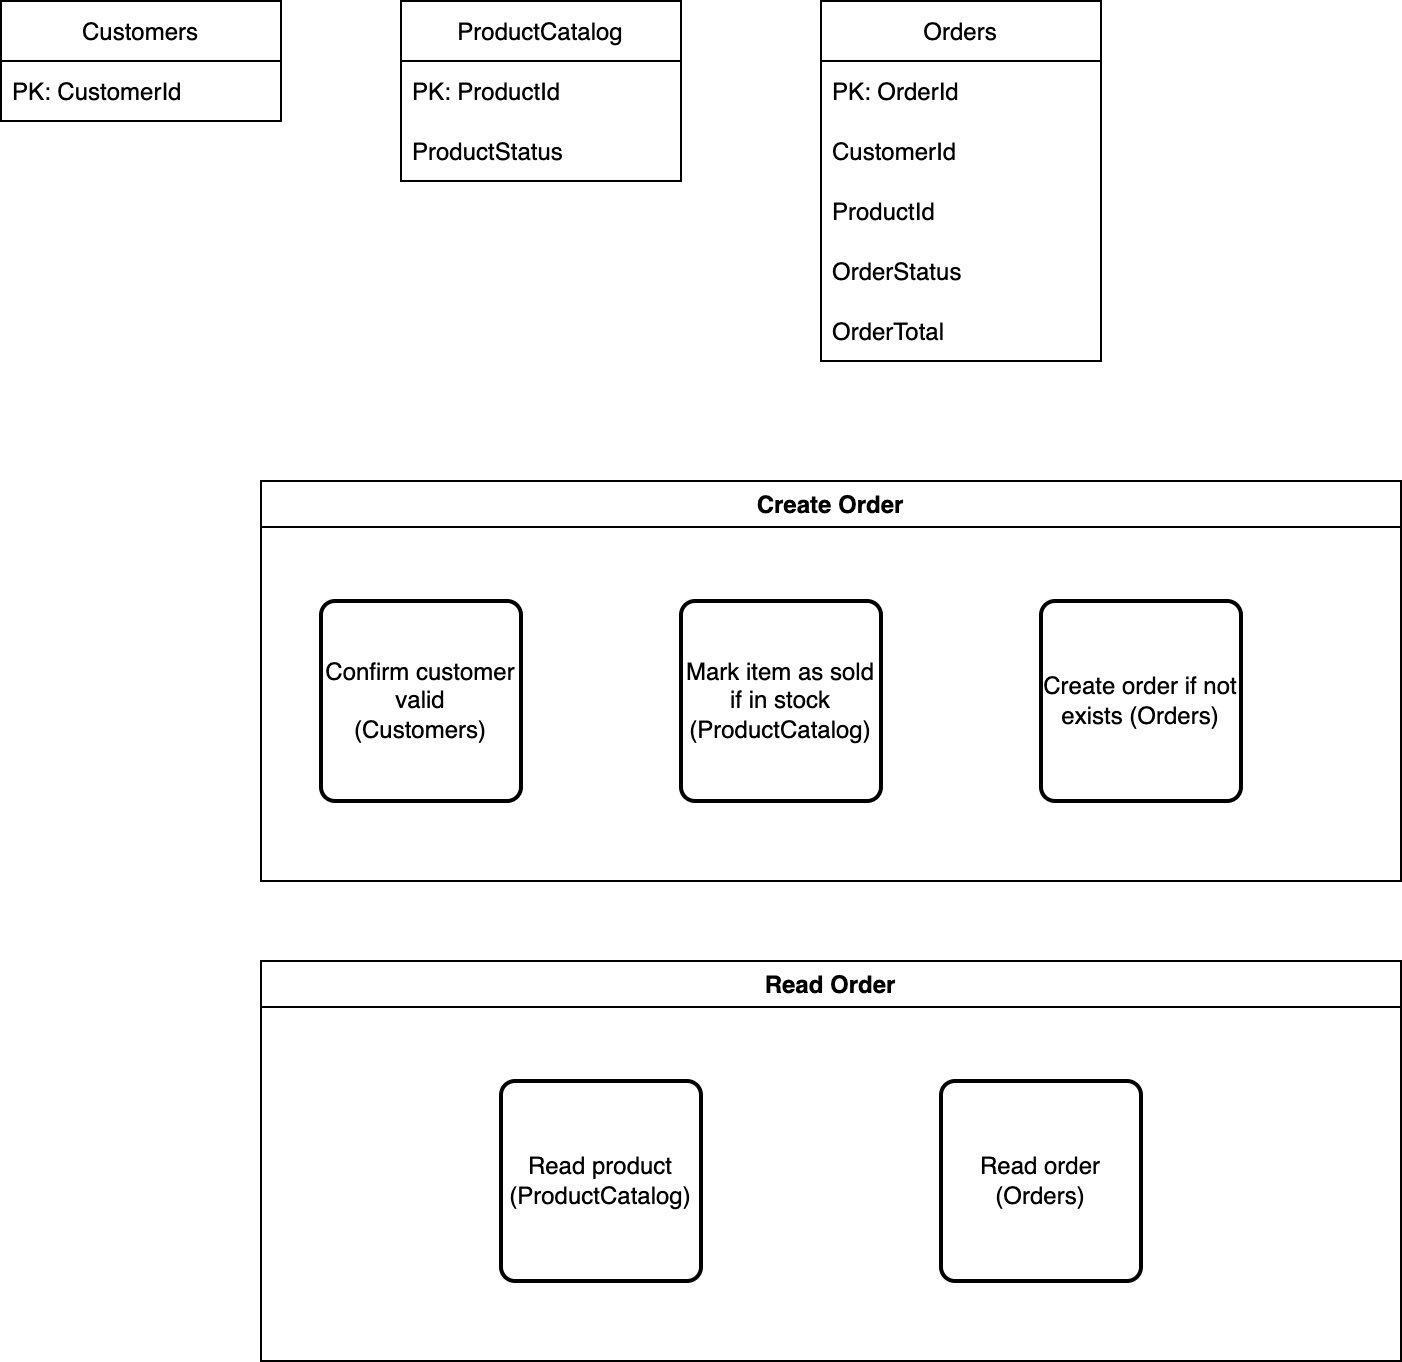 Customers
PK: CustomerId
ProductCatalog
PK: ProductId
ProductStatus
Orders
PK: OrderId
CustomerId
ProductId
OrderStatus
OrderTotal
Create Order
Confirm customer
valid
(Customers)
Mark item as sold
if in stock
(ProductCatalog)
Create order if not
exists (Orders)
Read Order
Read product
(ProductCatalog)
Read order
(Orders)